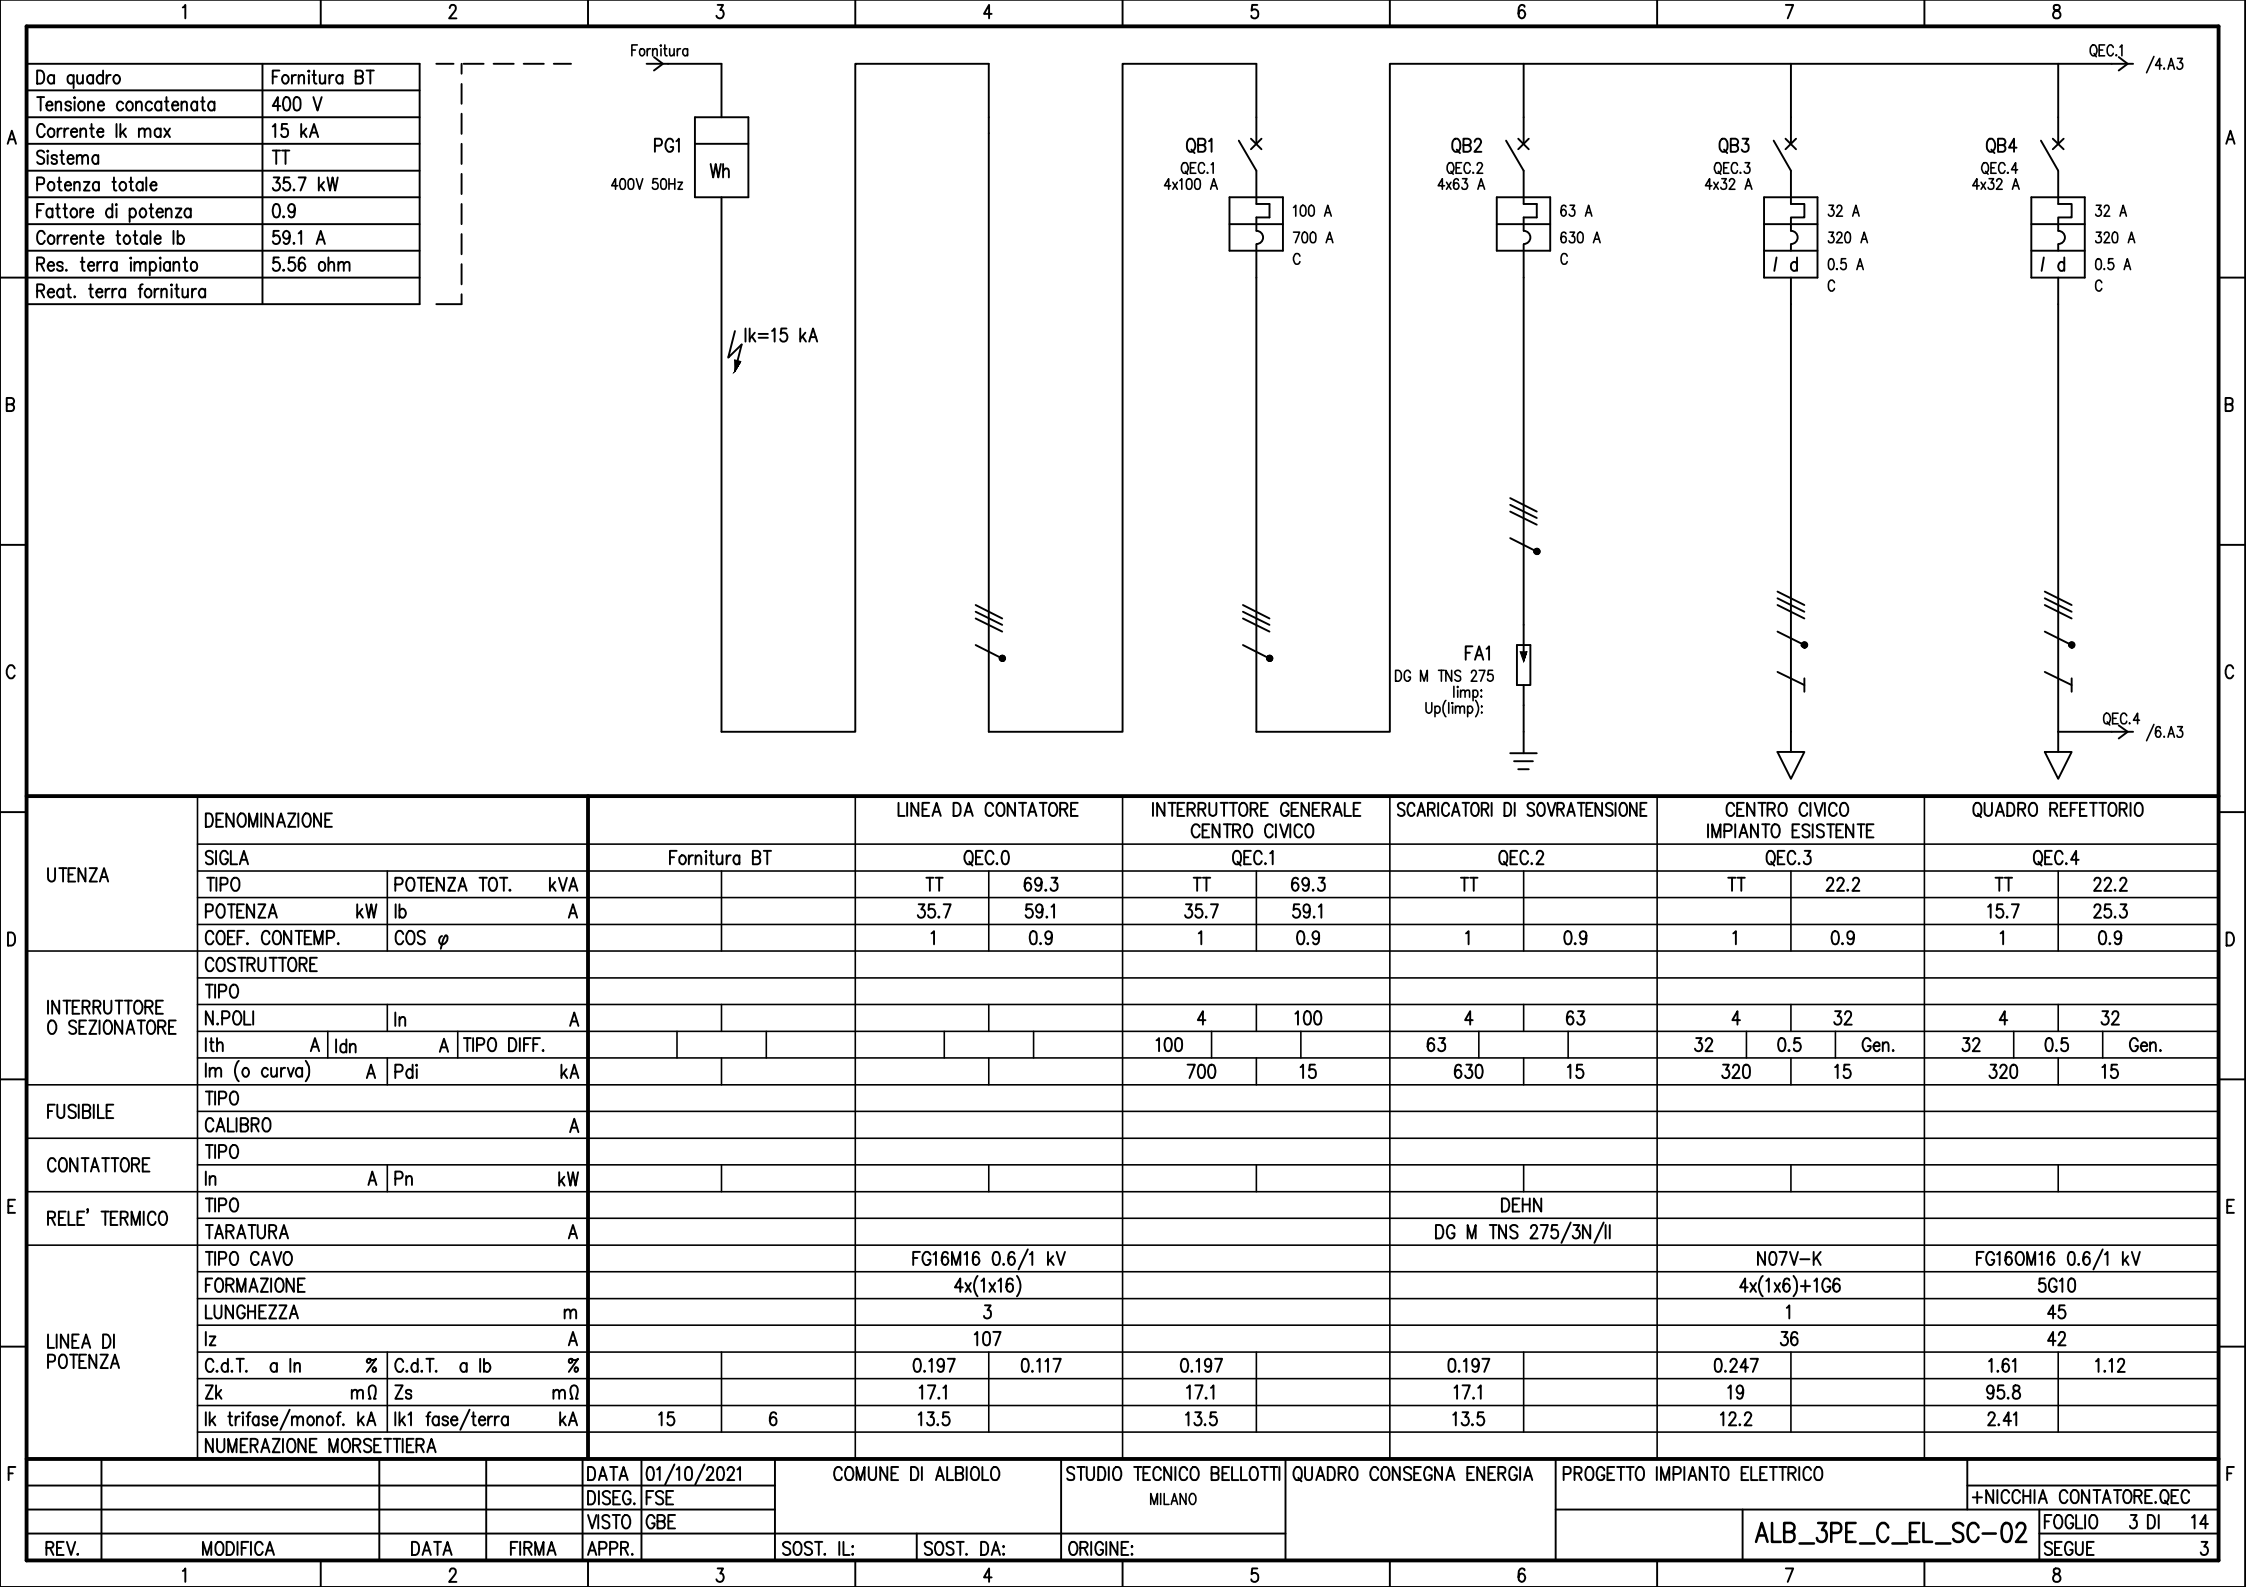 1 2 3 4 5 6 7 8
Fornitura
QEC.1
/4.A3
Da quadro Fornitura BT
Tensione concatenata 400 V
Corrente Ik max 15 kA
Sistema TT
Potenza totale 35.7 kW
Fattore di potenza 0.9
Corrente totale Ib 59.1 A
Res. terra impianto 5.56 ohm
Reat. terra fornitura
A A
PG1
Wh
400V 50Hz
Ik=15 kA
QB1
QEC.1
4x100 A
100 A
700 A
C
QB2
QEC.2
4x63 A
63 A
630 A
C
QB3
QEC.3
4x32 A
32 A
320 A
I d 0.5 A
C
QB4
QEC.4
4x32 A
32 A
320 A
I d 0.5 A
C
B B
C C
FA1
DG M TNS 275
Iimp:
Up(Iimp):
QEC.4
/6.A3
UTENZA
DENOMINAZIONE LINEA DA CONTATORE INTERRUTTORE GENERALE SCARICATORI DI SOVRATENSIONE CENTRO CIVICO QUADRO REFETTORIO
CENTRO CIVICO IMPIANTO ESISTENTE
SIGLA Fornitura BT QEC.0 QEC.1 QEC.2 QEC.3 QEC.4
TIPO POTENZA TOT. kVA TT 69.3 TT 69.3 TT TT 22.2 TT 22.2
POTENZA kW Ib A 35.7 59.1 35.7 59.1 15.7 25.3
COEF. CONTEMP. COS φ 1 0.9 1 0.9 1 0.9 1 0.9 1 0.9
D D
INTERRUTTORE
O SEZIONATORE
COSTRUTTORE
TIPO
N.POLI In A 4 100 4 63 4 32 4 32
Ith A Idn A TIPO DIFF. 100 63 32 0.5 Gen. 32 0.5 Gen.
Im (o curva) A Pdi kA 700 15 630 15 320 15 320 15
FUSIBILE
TIPO
CALIBRO A
CONTATTORE
TIPO
In A Pn kW
E E
RELE' TERMICO
TIPO DEHN
TARATURA A DG M TNS 275/3N/II
LINEA DI
POTENZA
TIPO CAVO FG16M16 0.6/1 kV N07V-K FG16OM16 0.6/1 kV
FORMAZIONE 4x(1x16) 4x(1x6)+1G6 5G10
LUNGHEZZA m 3 1 45
Iz A 107 36 42
C.d.T. a In % C.d.T. a Ib % 0.197 0.117 0.197 0.197 0.247 1.61 1.12
Zk mΩ Zs mΩ 17.1 17.1 17.1 19 95.8
Ik trifase/monof. kA Ik1 fase/terra kA 15 6 13.5 13.5 13.5 12.2 2.41
NUMERAZIONE MORSETTIERA
F F
DATA 01/10/2021 COMUNE DI ALBIOLO STUDIO TECNICO BELLOTTI QUADRO CONSEGNA ENERGIA PROGETTO IMPIANTO ELETTRICO
DISEG. FSE MILANO +NICCHIA CONTATORE.QEC
VISTO GBE ALB_3PE_C_EL_SC-02 FOGLIO 3 DI 14
REV. MODIFICA DATA FIRMA APPR. SOST. IL: SOST. DA: ORIGINE: SEGUE 3
1 2 3 4 5 6 7 8